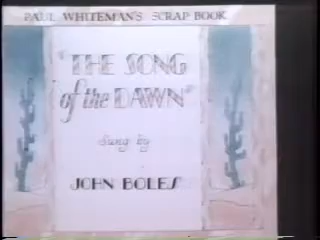 PAUL WHITEMAN'S SCRAP BOOK
"THE SONG
of the DAWN"
Sung by
JOHN BOLES